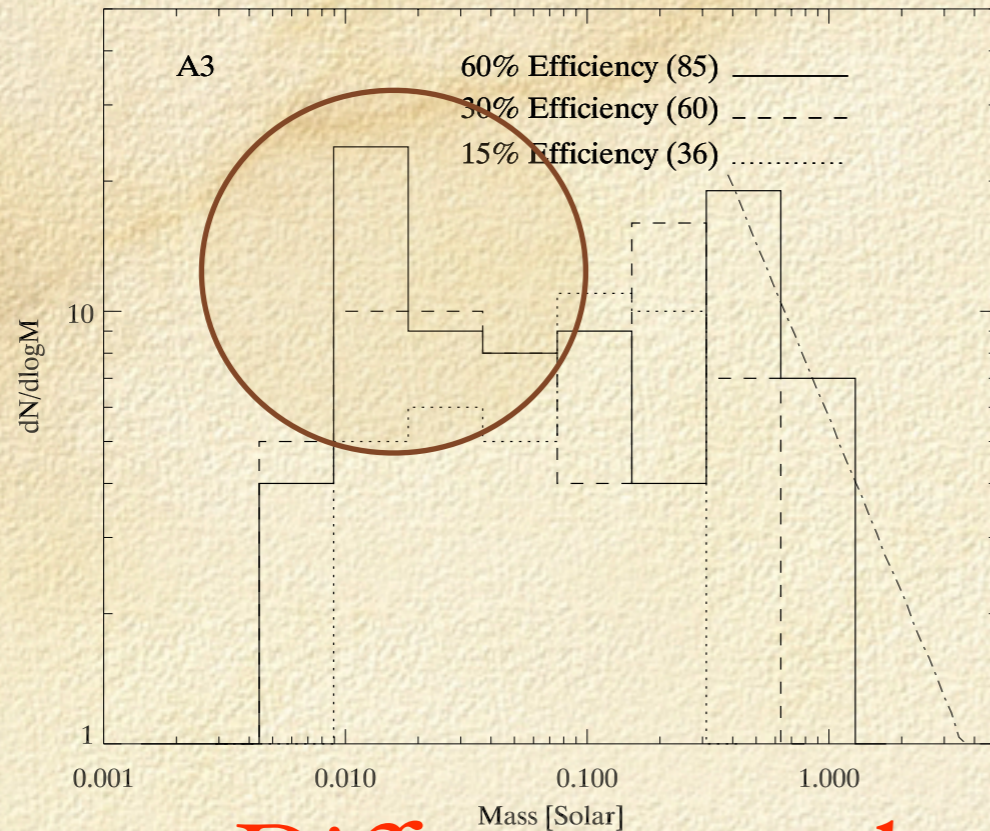 A3
60% Efficiency (85)
30% Efficiency (60)
15% Efficiency (36)
dN/dlogM
10
1
0.001 0.010 0.100 1.000
Mass [Solar]